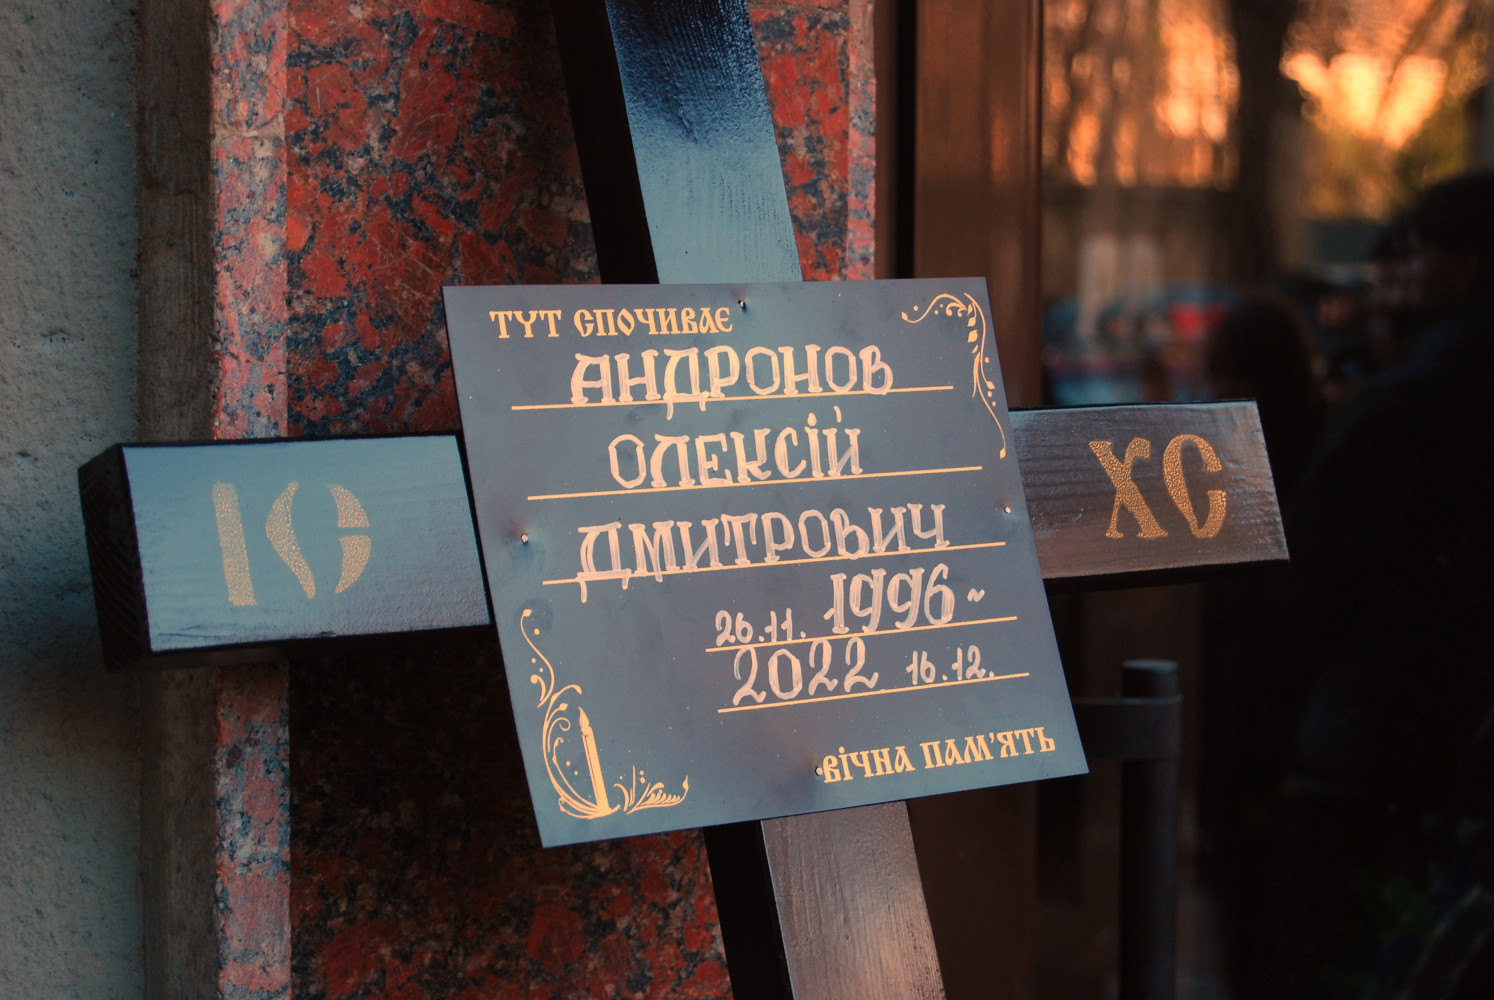 ТУТ СПОЧИВАЄ
АНДРОНОВ
ОЛЕКСІЙ
ДМИТРОВИЧ
26.11. 1996 ~
2022 16.12.
ВІЧНА ПАМ'ЯТЬ
ІС
ХС